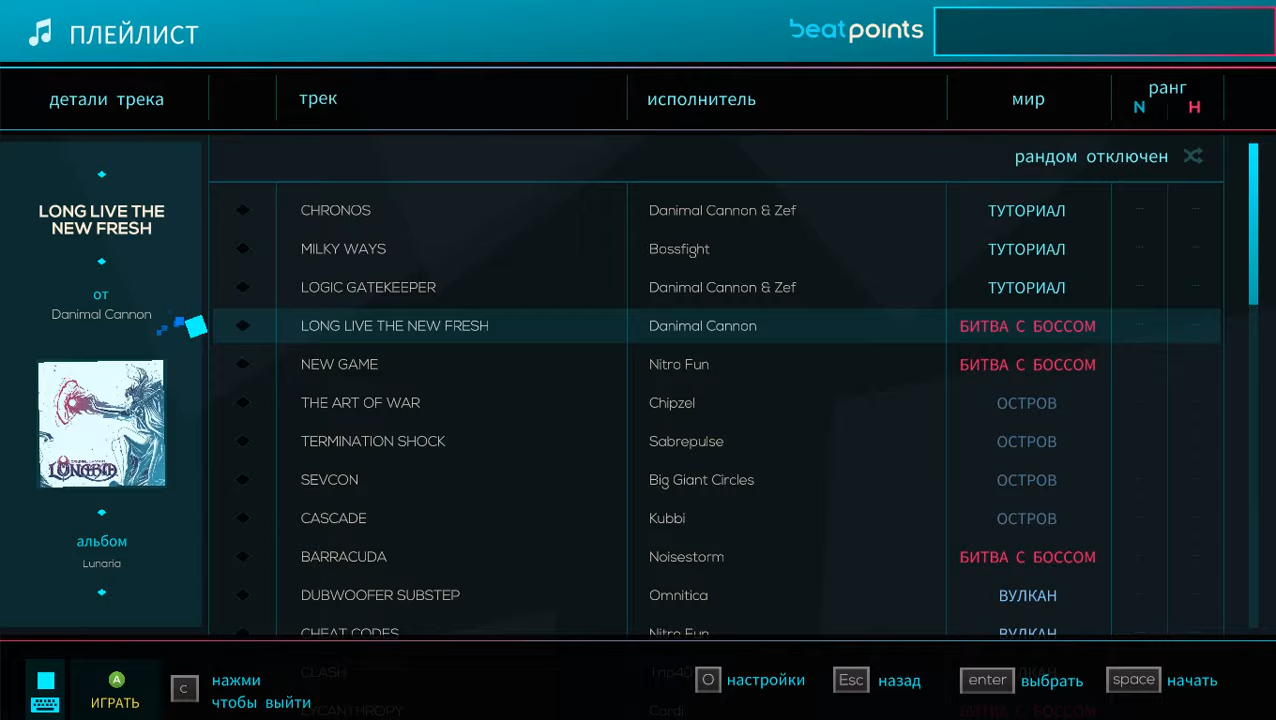 ПЛЕЙЛИСТ
beatpoints
детали трека трек исполнитель мир ранг
N H
рандом отключен
LONG LIVE THE
NEW FRESH
от
Danimal Cannon
LUNARIA
альбом
Lunaria
CHRONOS Danimal Cannon & Zef ТУТОРИАЛ -- --
MILKY WAYS Bossfight ТУТОРИАЛ -- --
LOGIC GATEKEEPER Danimal Cannon & Zef ТУТОРИАЛ -- --
LONG LIVE THE NEW FRESH Danimal Cannon БИТВА С БОССОМ
NEW GAME Nitro Fun БИТВА С БОССОМ
THE ART OF WAR Chipzel ОСТРОВ
TERMINATION SHOCK Sabrepulse ОСТРОВ
SEVCON Big Giant Circles ОСТРОВ
CASCADE Kubbi ОСТРОВ
BARRACUDA Noisestorm БИТВА С БОССОМ
DUBWOOFER SUBSTEP Omnitica ВУЛКАН
CHEAT CODES Nitro Fun ВУЛКАН
CLASH
LYCANTHROPY Cardi
A
ИГРАТЬ
C нажми
чтобы выйти
O настройки Esc назад enter выбрать space начать